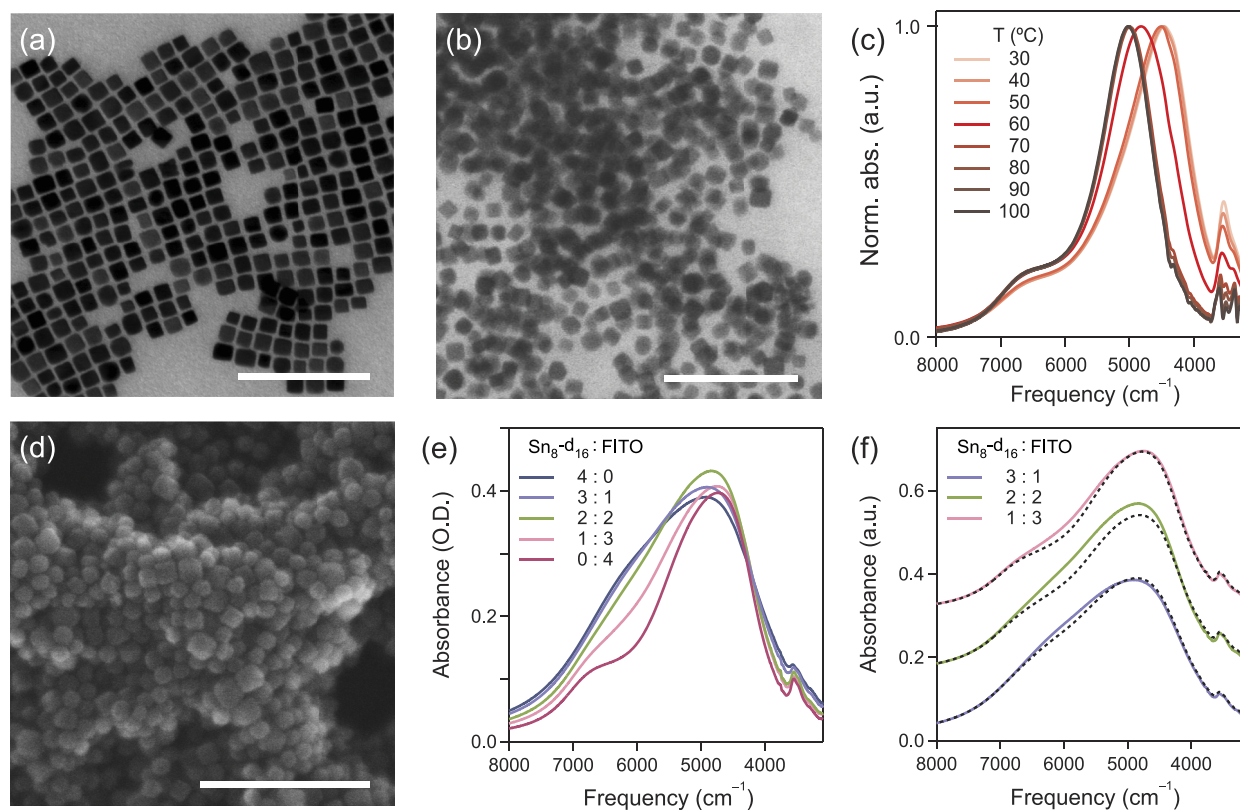 (a)
(b)
(c)
T (ºC)
30
40
50
60
70
80
90
100
Norm. abs. (a.u.)
1.0
0.0
8000 7000 6000 5000 4000
Frequency (cm⁻¹)
(d)
(e)
Sn₈-d₁₆ : FITO
4 : 0
3 : 1
2 : 2
1 : 3
0 : 4
Absorbance (O.D.)
0.4
0.2
0.0
8000 7000 6000 5000 4000
Frequency (cm⁻¹)
(f)
Sn₈-d₁₆ : FITO
3 : 1
2 : 2
1 : 3
Absorbance (a.u.)
0.6
0.4
0.2
0.0
8000 7000 6000 5000 4000
Frequency (cm⁻¹)